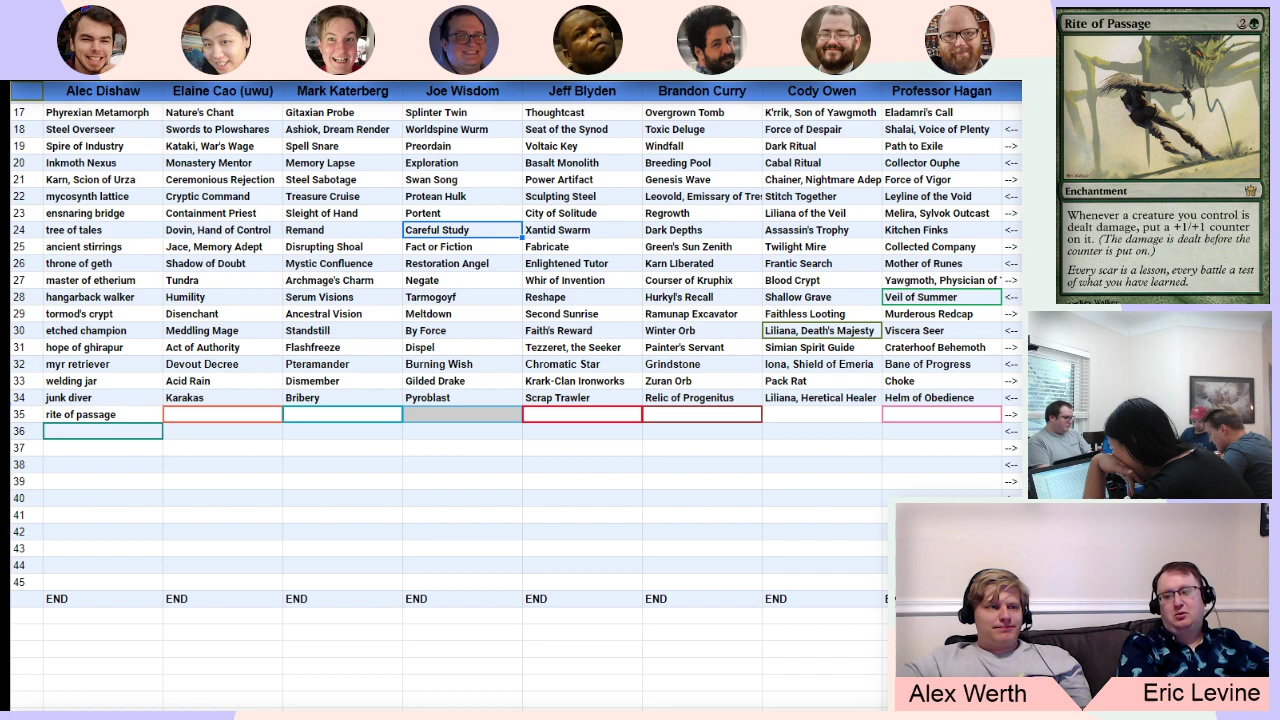 Alec Dishaw Elaine Cao (uwu) Mark Katerberg Joe Wisdom Jeff Blyden Brandon Curry Cody Owen Professor Hagan
17 Phyrexian Metamorph Nature's Chant Gitaxian Probe Splinter Twin Thoughtcast Overgrown Tomb K'rrik, Son of Yawgmoth Eladamri's Call
18 Steel Overseer Swords to Plowshares Ashiok, Dream Render Worldspine Wurm Seat of the Synod Toxic Deluge Force of Despair Shalai, Voice of Plenty <--
19 Spire of Industry Kataki, War's Wage Spell Snare Preordain Voltaic Key Windfall Dark Ritual Path to Exile -->
20 Inkmoth Nexus Monastery Mentor Memory Lapse Exploration Basalt Monolith Breeding Pool Cabal Ritual Collector Ouphe <--
21 Karn, Scion of Urza Ceremonious Rejection Steel Sabotage Swan Song Power Artifact Genesis Wave Chainer, Nightmare Adep Force of Vigor -->
22 mycosynth lattice Cryptic Command Treasure Cruise Protean Hulk Sculpting Steel Leovold, Emissary of Tres Stitch Together Leyline of the Void <--
23 ensnaring bridge Containment Priest Sleight of Hand Portent City of Solitude Regrowth Liliana of the Veil Melira, Sylvok Outcast -->
24 tree of tales Dovin, Hand of Control Remand Careful Study Xantid Swarm Dark Depths Assassin's Trophy Kitchen Finks <--
25 ancient stirrings Jace, Memory Adept Disrupting Shoal Fact or Fiction Fabricate Green's Sun Zenith Twilight Mire Collected Company -->
26 throne of geth Shadow of Doubt Mystic Confluence Precursor Golem Enlightened Tutor Karn LIberated Frantic Search Mother of Runes <--
27 master of etherium Tundra Archmage's Charm Negate Whir of Invention Courser of Kruphix Blood Crypt Yawgmoth, Physician of -->
28 hangarback walker Humility Serum Visions Tarmogoyf Reshape Hurkyl's Recall Shallow Grave Veil of Summer <--
29 tormod's crypt Disenchant Ancestral Vision Meltdown Second Sunrise Ramunap Excavator Faithless Looting Murderous Redcap -->
30 etched champion Meddling Mage Standstill By Force Faith's Reward Winter Orb Liliana, Death's Majesty Viscera Seer <--
31 hope of ghirapur Act of Authority Flashfreeze Dispel Tezzeret, the Seeker Painter's Servant Simian Spirit Guide Craterhoof Behemoth -->
32 myr retriever Devout Decree Pteramander Burning Wish Chromatic Star Grindstone Iona, Shield of Emeria Bane of Progress <--
33 welding jar Acid Rain Dismember Gilded Drake Krark-Clan Ironworks Zuran Orb Pack Rat Choke -->
34 junk diver Karakas Bribery Pyroblast Scrap Trawler Relic of Progenitus Liliana, Heretical Healer Helm of Obedience <--
35 rite of passage -->
36 <--
37 -->
38 <--
39 -->
40
41
42
43
44
45
END END END END END END END
Rite of Passage 2
Enchantment
Whenever a creature you control is
dealt damage, put a +1/+1 counter
on it. (The damage is dealt before the
counter is put on.)
Every scar is a lesson, every battle a test
of what you have learned.
Alex Werth
Eric Levine